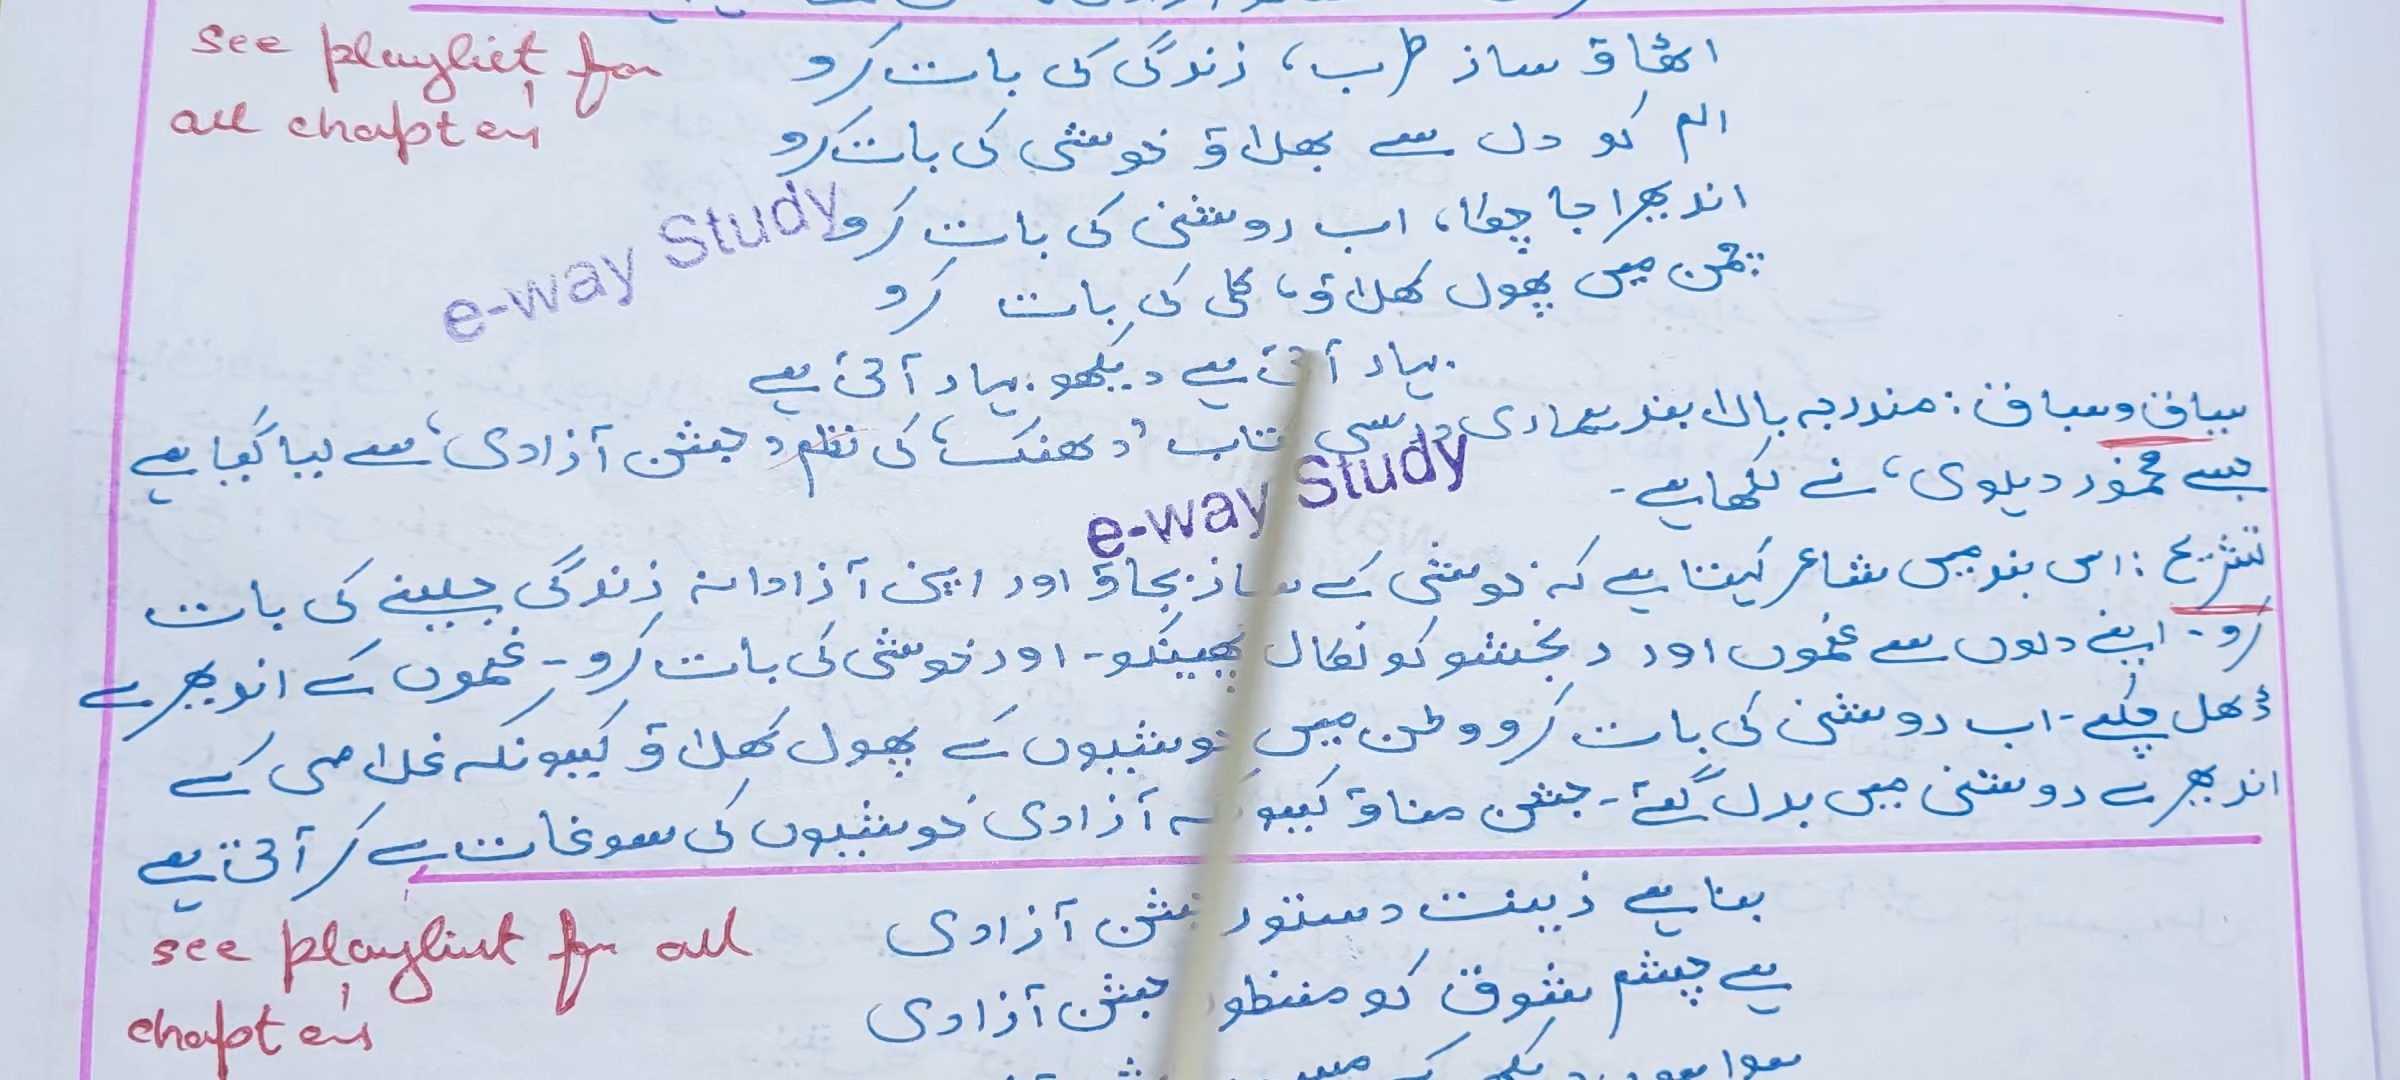 see playlist for
all chapters
اٹھاؤ ساز طرب، زندگی کی بات کرو
الم کو دل سے بھلاؤ خوشی کی بات کرو
اندھیرا جا چکا، اب روشنی کی بات کرو
چمن میں پھول کھلاؤ، کلی کی بات کرو
بہار آئی ہے دیکھو بہار آئی ہے
e-way Study
سیاق وسباق: مندرجہ بالا بند ہماری درسی کتاب 'دھنک' کی نظم 'جشن آزادی' سے لیا گیا ہے
جسے مخمور دہلوی، نے لکھا ہے۔
e-way Study
تشریح: اس بند میں شاعر کہتا ہے کہ خوشی کے ساز بجاؤ اور اپنی آزادانہ زندگی جینے کی بات
کرو۔ اپنے دلوں سے غموں اور رنجشو کو نکال پھینکو۔ اور خوشی کی بات کرو۔ غموں کے اندھیرے
ڈھل چکے۔ اب روشنی کی بات کرو وطن میں خوشیوں کے پھول کھلاؤ کیونکہ غلامی کے
اندھیرے روشنی میں بدل گئے۔ جشن مناؤ کیونکہ آزادی خوشیوں کی سوغات لے کر آئی ہے
see playlist for all
chapters
بنا ہے زینت دستور جشن آزادی
ہے چشم شوق کو منظور جشن آزادی